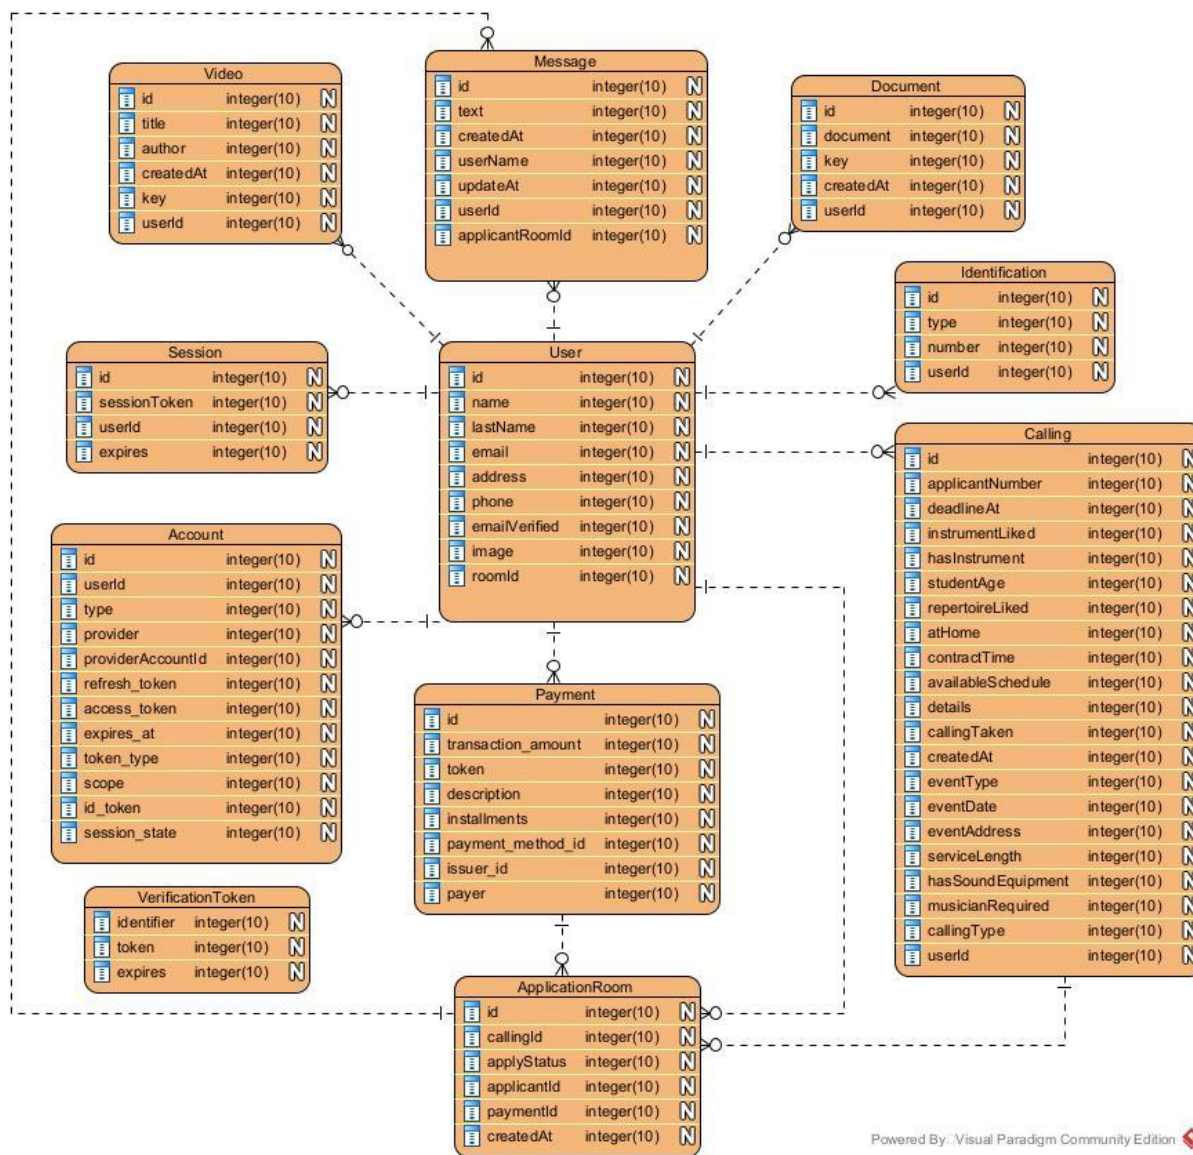 Video
id integer(10) N
title integer(10) N
author integer(10) N
createdAt integer(10) N
key integer(10) N
userId integer(10) N
Message
id integer(10) N
text integer(10) N
createdAt integer(10) N
userName integer(10) N
updateAt integer(10) N
userId integer(10) N
applicantRoomId integer(10) N
Document
id integer(10) N
document integer(10) N
key integer(10) N
createdAt integer(10) N
userId integer(10) N
Identification
id integer(10) N
type integer(10) N
number integer(10) N
userId integer(10) N
Session
id integer(10) N
sessionToken integer(10) N
userId integer(10) N
expires integer(10) N
User
id integer(10) N
name integer(10) N
lastName integer(10) N
email integer(10) N
address integer(10) N
phone integer(10) N
emailVerified integer(10) N
image integer(10) N
roomId integer(10) N
Calling
id integer(10) N
applicantNumber integer(10) N
deadlineAt integer(10) N
instrumentLiked integer(10) N
hasInstrument integer(10) N
studentAge integer(10) N
repertoireLiked integer(10) N
atHome integer(10) N
contractTime integer(10) N
availableSchedule integer(10) N
details integer(10) N
callingTaken integer(10) N
createdAt integer(10) N
eventType integer(10) N
eventDate integer(10) N
eventAddress integer(10) N
serviceLength integer(10) N
hasSoundEquipment integer(10) N
musicianRequired integer(10) N
callingType integer(10) N
userId integer(10) N
Account
id integer(10) N
userId integer(10) N
type integer(10) N
provider integer(10) N
providerAccountId integer(10) N
refresh_token integer(10) N
access_token integer(10) N
expires_at integer(10) N
token_type integer(10) N
scope integer(10) N
id_token integer(10) N
session_state integer(10) N
Payment
id integer(10) N
transaction_amount integer(10) N
token integer(10) N
description integer(10) N
installments integer(10) N
payment_method_id integer(10) N
issuer_id integer(10) N
payer integer(10) N
VerificationToken
identifier integer(10) N
token integer(10) N
expires integer(10) N
ApplicationRoom
id integer(10) N
callingId integer(10) N
applyStatus integer(10) N
applicantId integer(10) N
paymentId integer(10) N
createdAt integer(10) N
Powered By Visual Paradigm Community Edition